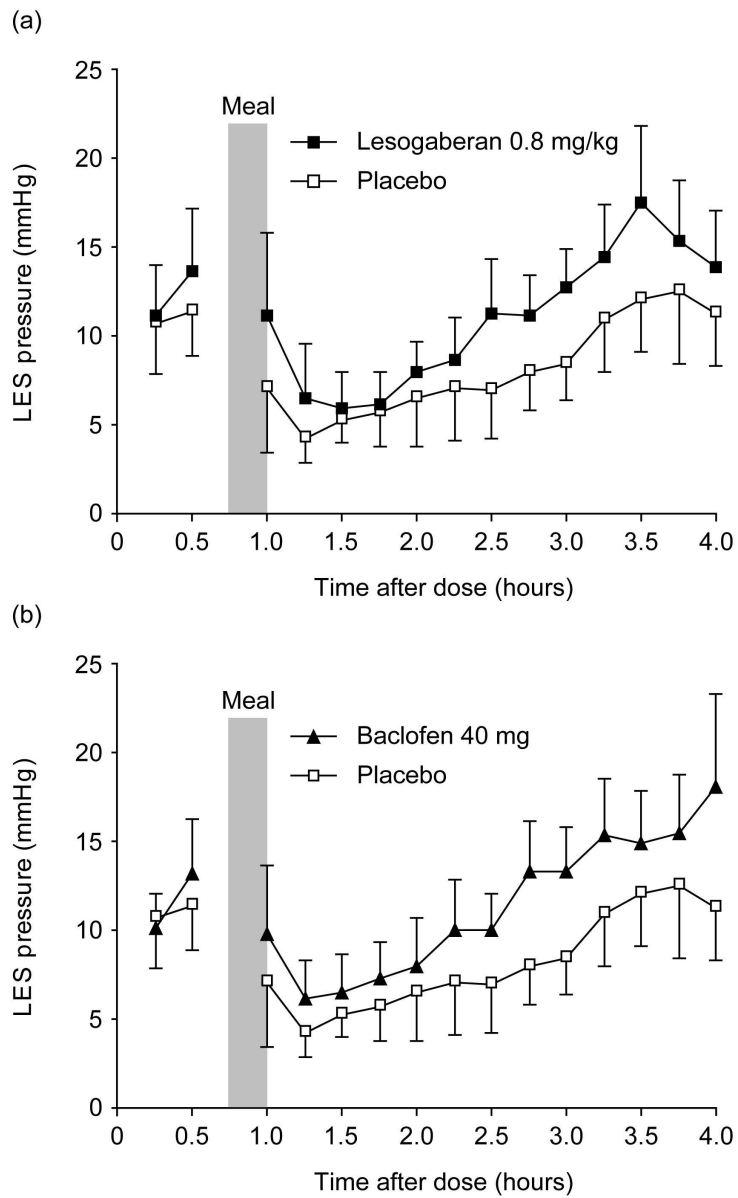 (a)
25
20
15
10
5
0
LES pressure (mmHg)
Meal
Lesogaberan 0.8 mg/kg
Placebo
0 0.5 1.0 1.5 2.0 2.5 3.0 3.5 4.0
Time after dose (hours)
(b)
25
20
15
10
5
0
LES pressure (mmHg)
Meal
Baclofen 40 mg
Placebo
0 0.5 1.0 1.5 2.0 2.5 3.0 3.5 4.0
Time after dose (hours)